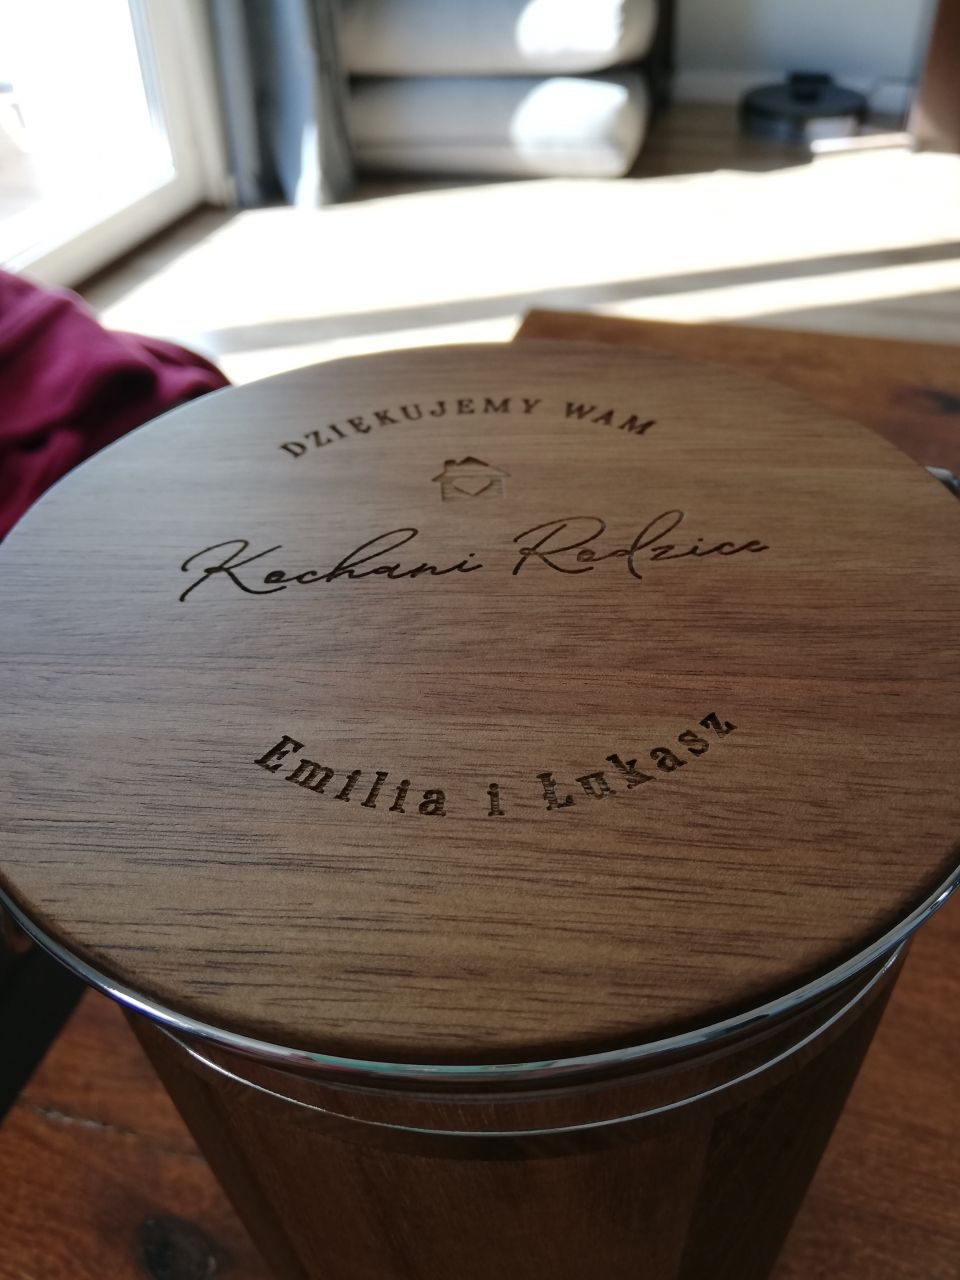 DZIĘKUJEMY WAM
Kochani Rodzice
Emilia i Łukasz